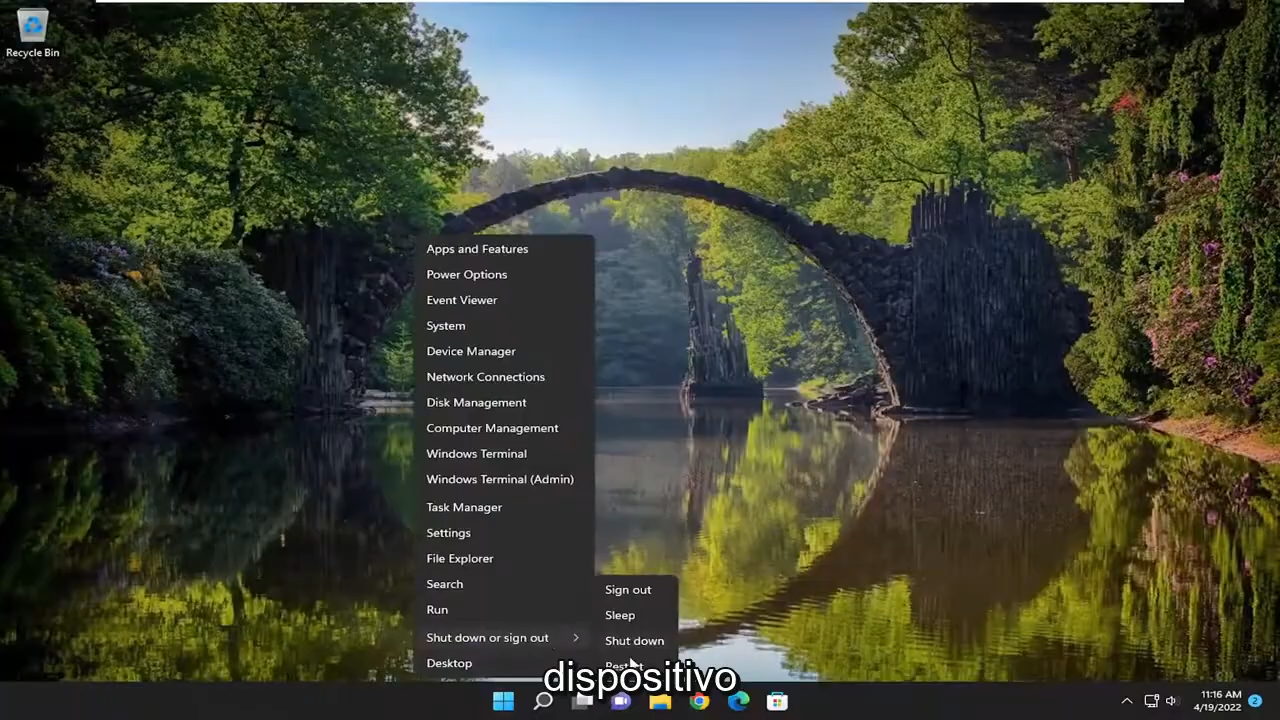 Recycle Bin
Apps and Features
Power Options
Event Viewer
System
Device Manager
Network Connections
Disk Management
Computer Management
Windows Terminal
Windows Terminal (Admin)
Task Manager
Settings
File Explorer
Search
Run
Shut down or sign out
Desktop
Sign out
Sleep
Shut down
Restart
dispositivo
11:16 AM
4/19/2022
2